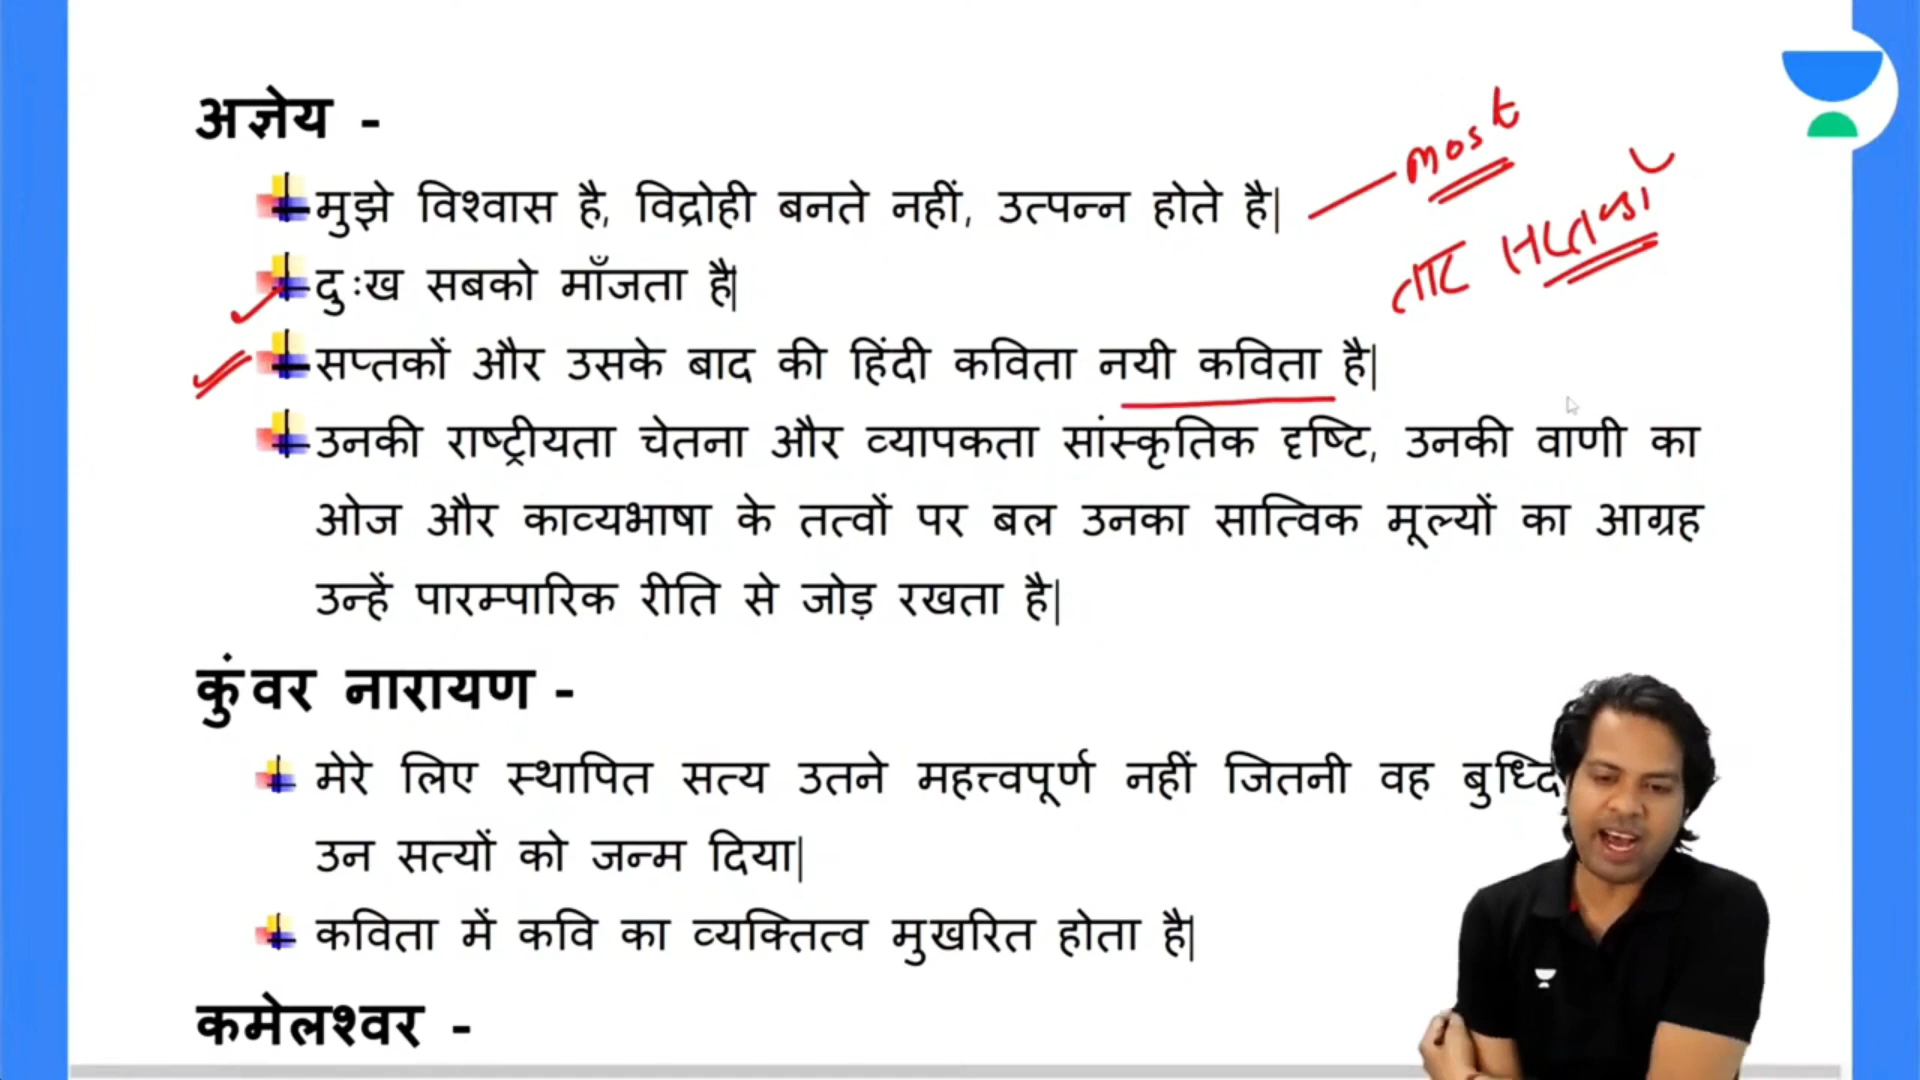 अज्ञेय -
मुझे विश्वास है, विद्रोही बनते नहीं, उत्पन्न होते है|
most
दुःख सबको माँजता है|
तार सप्तक
सप्तकों और उसके बाद की हिंदी कविता नयी कविता है|
उनकी राष्ट्रीयता चेतना और व्यापकता सांस्कृतिक दृष्टि, उनकी वाणी का
ओज और काव्यभाषा के तत्वों पर बल उनका सात्विक मूल्यों का आग्रह
उन्हें पारम्पारिक रीति से जोड़ रखता है|
कुंवर नारायण -
मेरे लिए स्थापित सत्य उतने महत्त्वपूर्ण नहीं जितनी वह बुध्दि
उन सत्यों को जन्म दिया|
कविता में कवि का व्यक्तित्व मुखरित होता है|
कमेलश्वर -